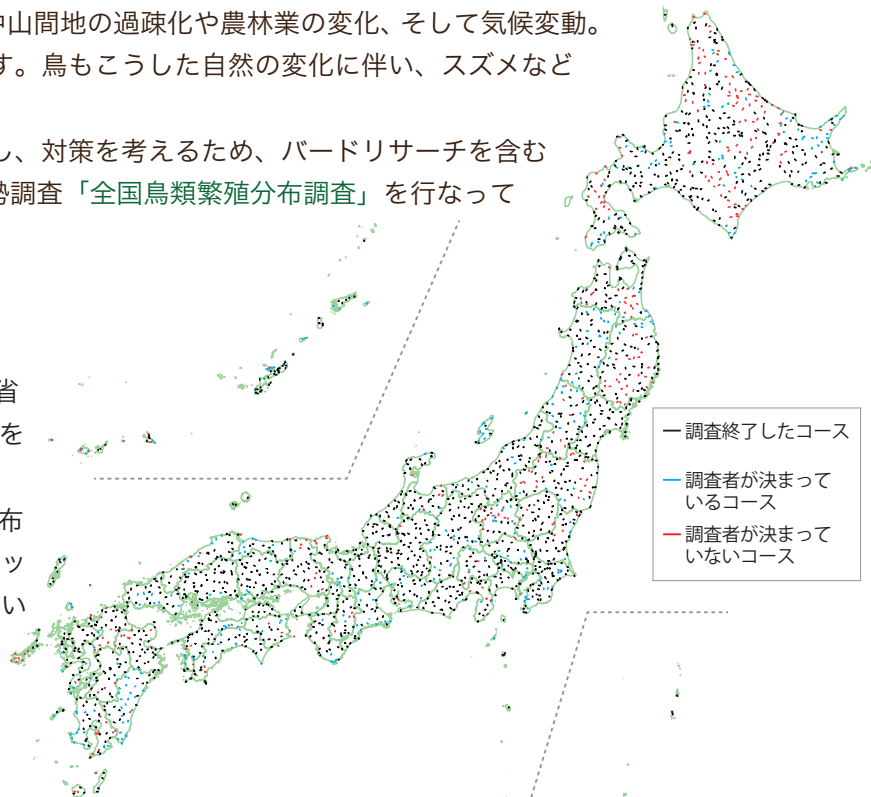 山間地の過疎化や農林業の変化、そして気候変動。
す。鳥もこうした自然の変化に伴い、スズメなど
し、対策を考えるため、バードリサーチを含む
勢調査「全国鳥類繁殖分布調査」を行なって
省
を
布
ッ
い
調査終了したコース
調査者が決まって
いるコース
調査者が決まって
いないコース